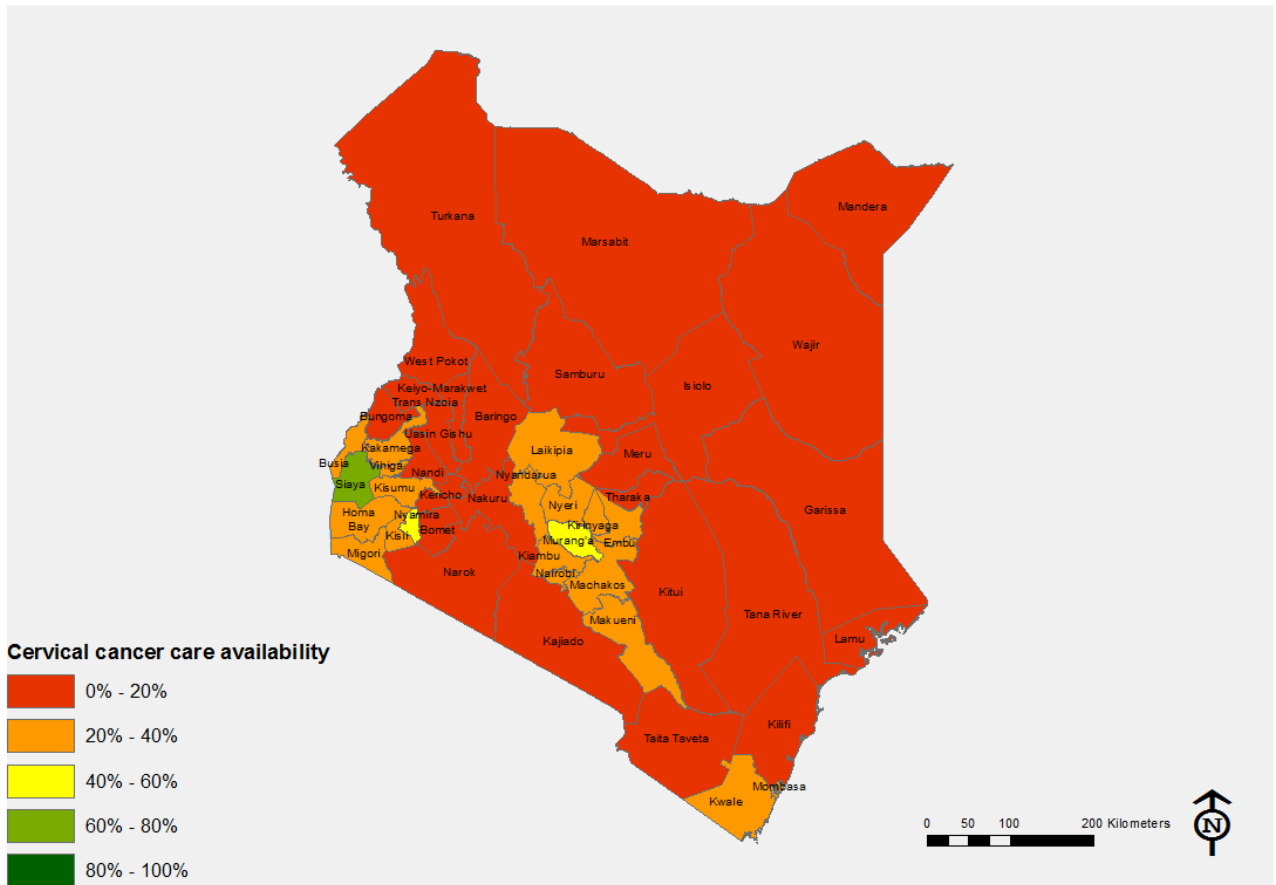 Mandera
Turkana
Marsabit
Wajir
West Pokot
Samburu
Isiolo
Keiyo-Marakwet
Trans Nzoia
Bungoma
Baringo
Uasin Gishu
Kakamega
Laikipia
Meru
Busia
Vihiga
Nandi
Nyandarua
Siaya
Kisumu
Kericho
Nakuru
Tharaka
Nyeri
Garissa
Homa
Bay
Nyamira
Kirinyaga
Bomet
Kisii
Murang'a
Embu
Migori
Kiambu
Narok
Nairobi
Machakos
Kitui
Tana River
Makueni
Kajiado
Lamu
Cervical cancer care availability
0% - 20%
20% - 40%
40% - 60%
60% - 80%
80% - 100%
Kilifi
Taita Taveta
Mombasa
Kwale
0 50 100 200 Kilometers
N